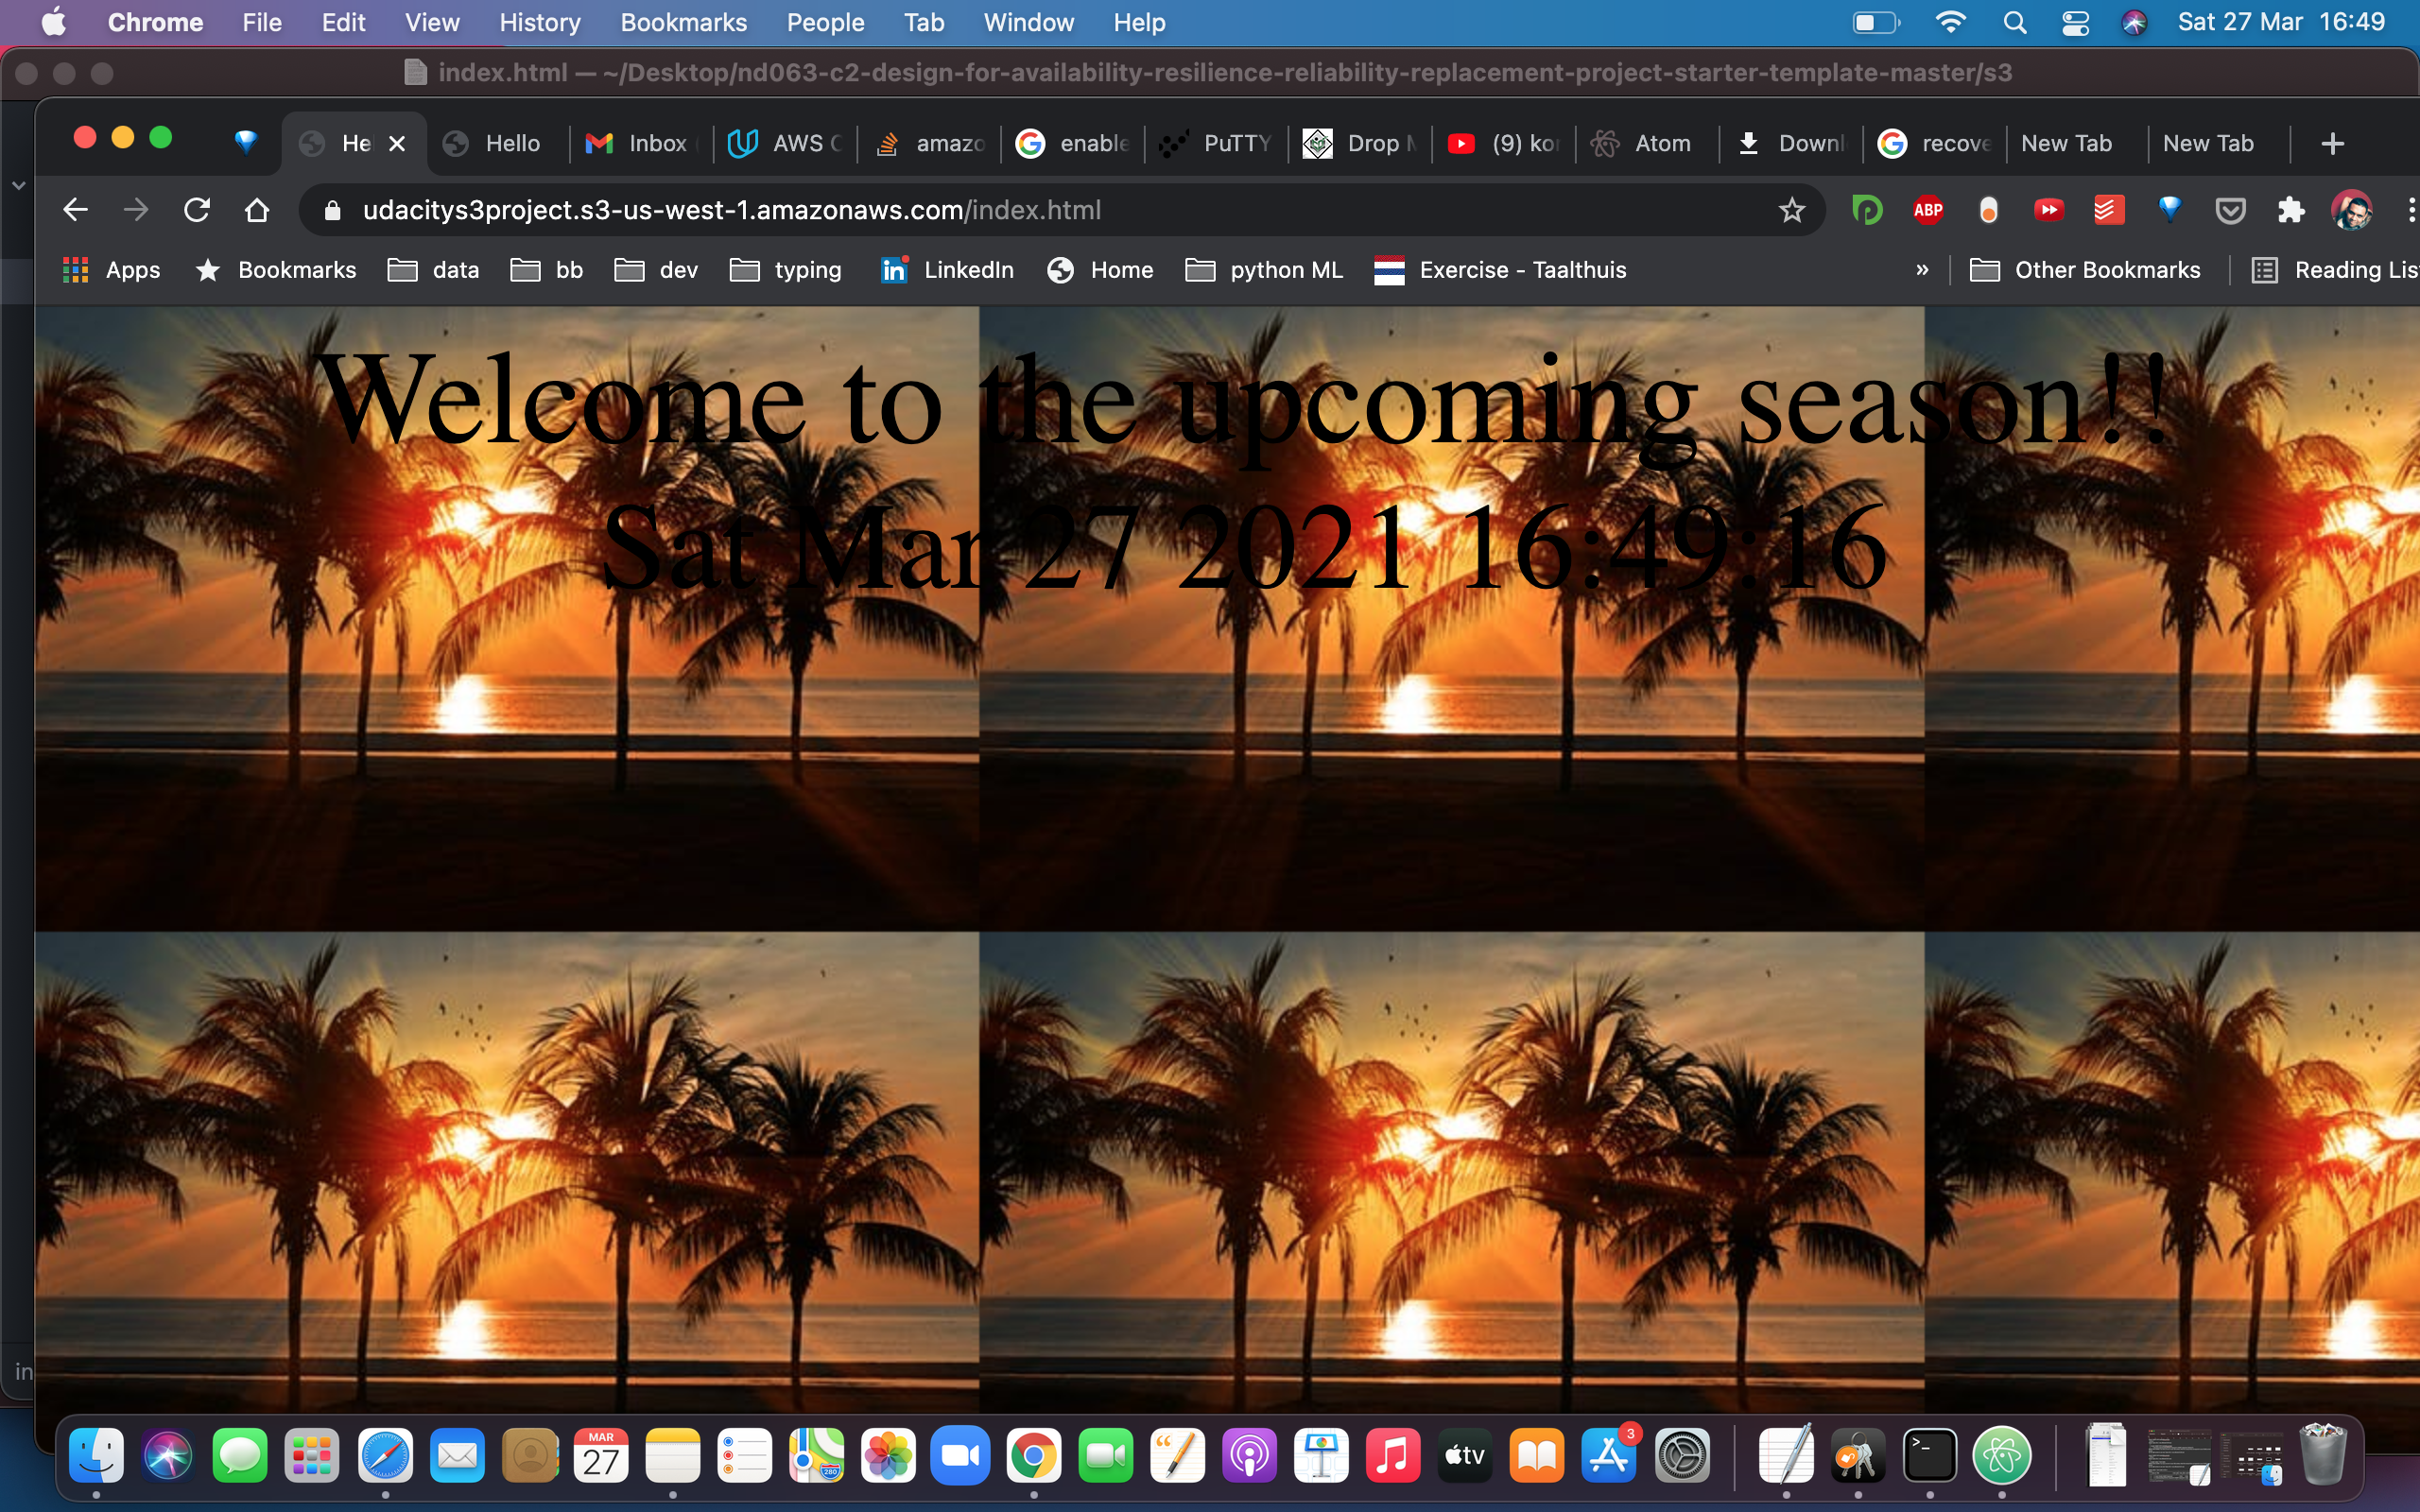 Chrome File Edit View History Bookmarks People Tab Window Help Sat 27 Mar 16:49
index.html — ~/Desktop/nd063-c2-design-for-availability-resilience-reliability-replacement-project-starter-template-master/s3
He Hello Inbox AWS C amazo enable PuTTY Drop M (9) kor Atom Downl recove New Tab New Tab
udacitys3project.s3-us-west-1.amazonaws.com/index.html ABP
Apps Bookmarks data bb dev typing LinkedIn Home python ML Exercise - Taalthuis » Other Bookmarks Reading Lis
Welcome to the upcoming season!!
Sat Mar 27 2021 16:49:16
in
MAR
27
280
tv
3
>_